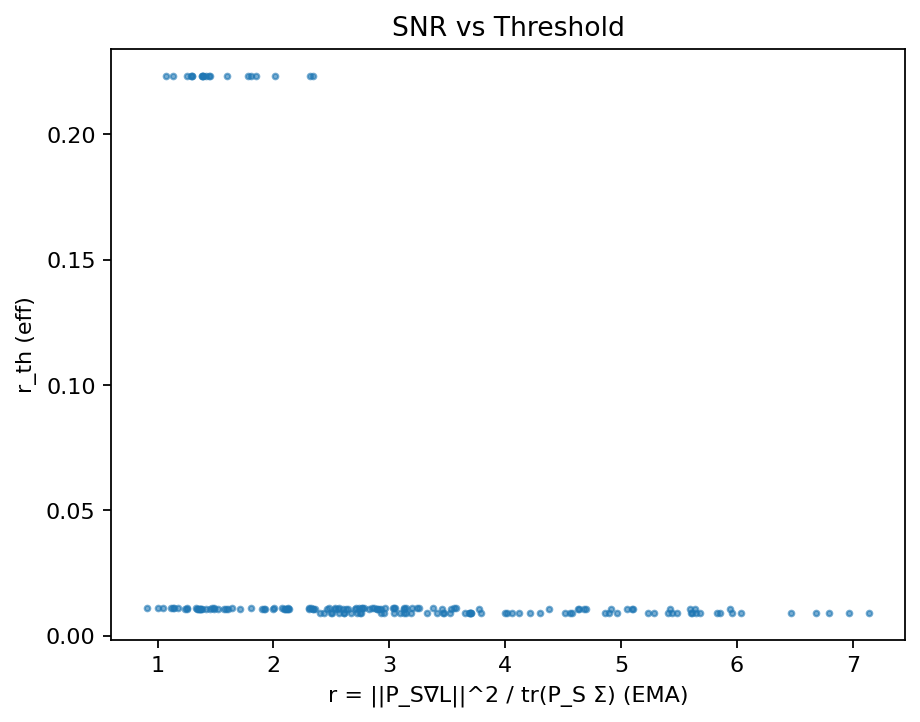 SNR vs Threshold
r_th (eff)
0.20
0.15
0.10
0.05
0.00
1 2 3 4 5 6 7
r = ||P_S∇L||^2 / tr(P_S Σ) (EMA)